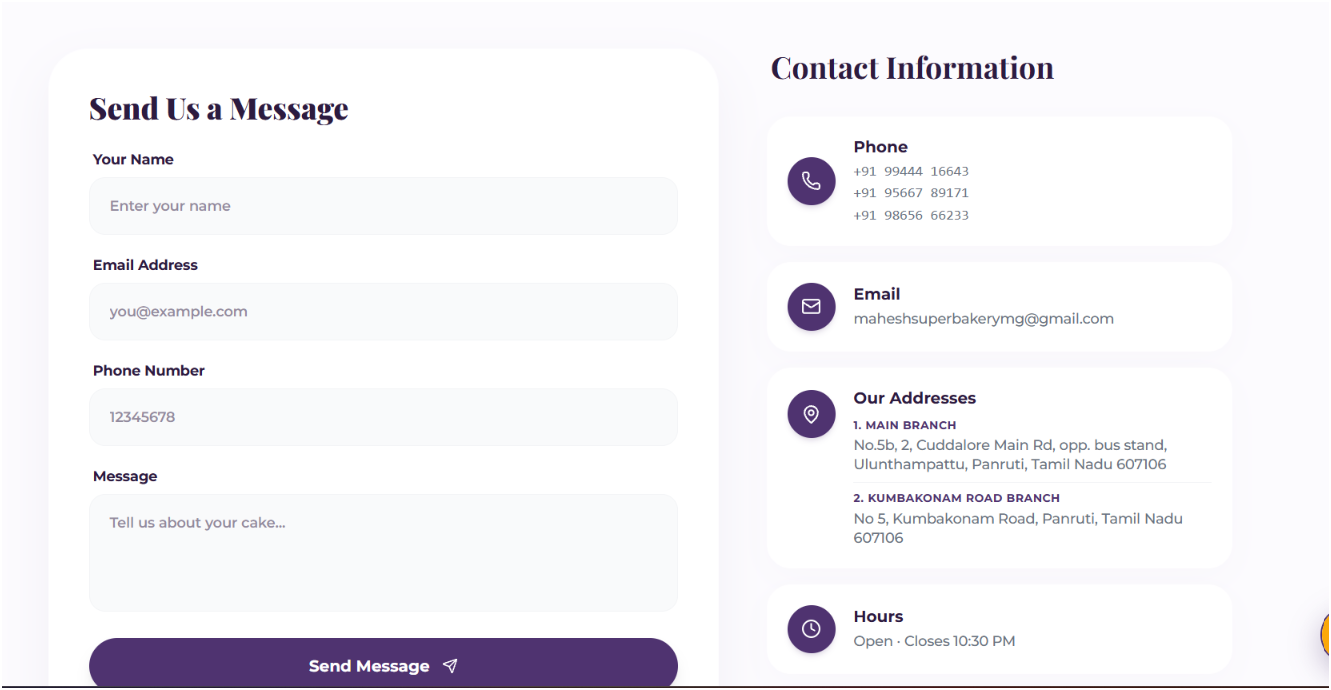 Send Us a Message
Your Name
Enter your name
Email Address
you@example.com
Phone Number
12345678
Message
Tell us about your cake...
Send Message
Contact Information
Phone
+91 99444 16643
+91 95667 89171
+91 98656 66233
Email
maheshsuperbakerymg@gmail.com
Our Addresses
1. MAIN BRANCH
No.5b, 2, Cuddalore Main Rd, opp. bus stand,
Ulunthampattu, Panruti, Tamil Nadu 607106
2. KUMBAKONAM ROAD BRANCH
No 5, Kumbakonam Road, Panruti, Tamil Nadu
607106
Hours
Open · Closes 10:30 PM